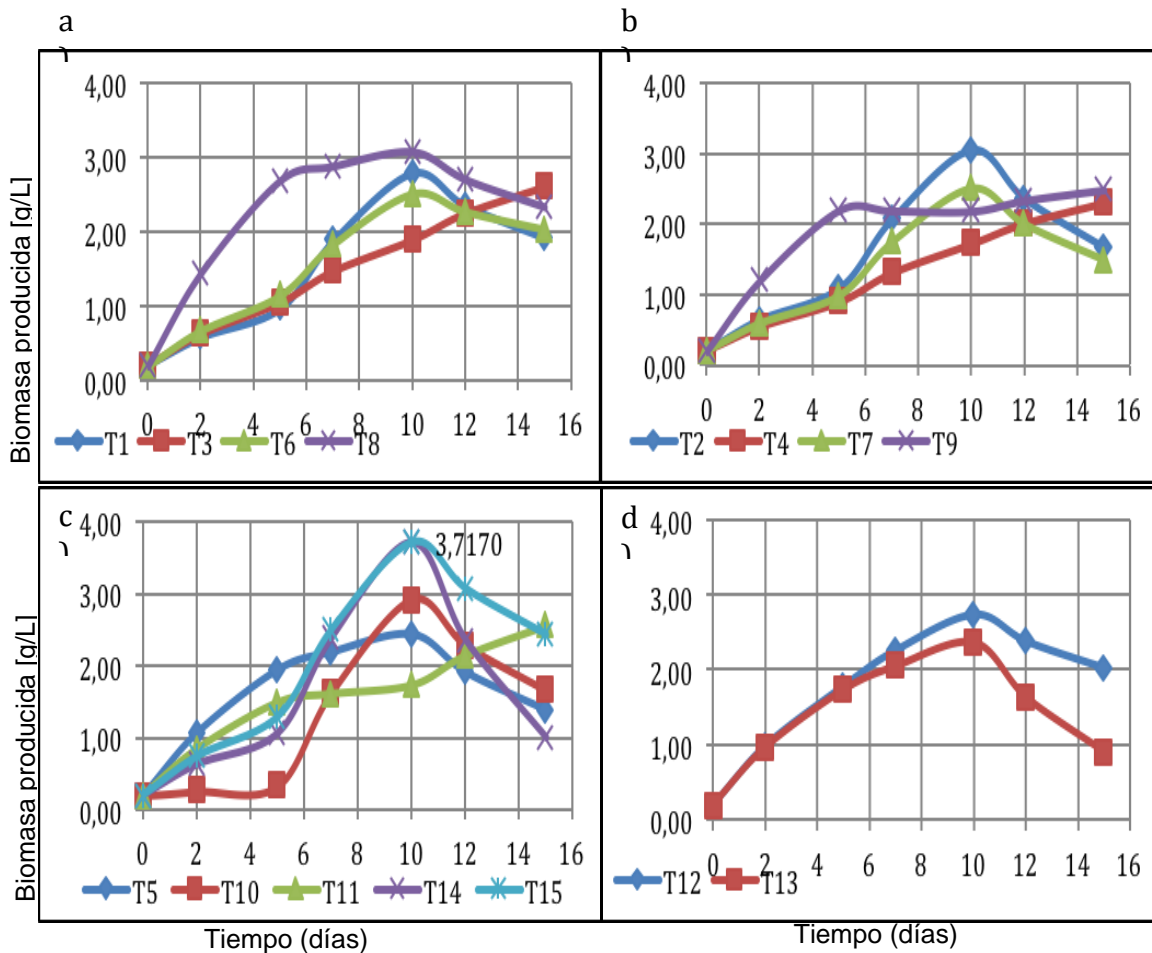 a)
b)
4,00
3,00
2,00
1,00
0,00
0 2 4 6 8 10 12 14 16
T1 T3 T6 T8
4,00
3,00
2,00
1,00
0,00
0 2 4 6 8 10 12 14 16
T2 T4 T7 T9
Biomasa producida [g/L]
c)
d)
4,00
3,00
2,00
1,00
0,00
3,7170
0 2 4 6 8 10 12 14 16
T5 T10 T11 T14 T15
4,00
3,00
2,00
1,00
0,00
0 2 4 6 8 10 12 14 16
T12 T13
Biomasa producida [g/L]
Tiempo (días)
Tiempo (días)